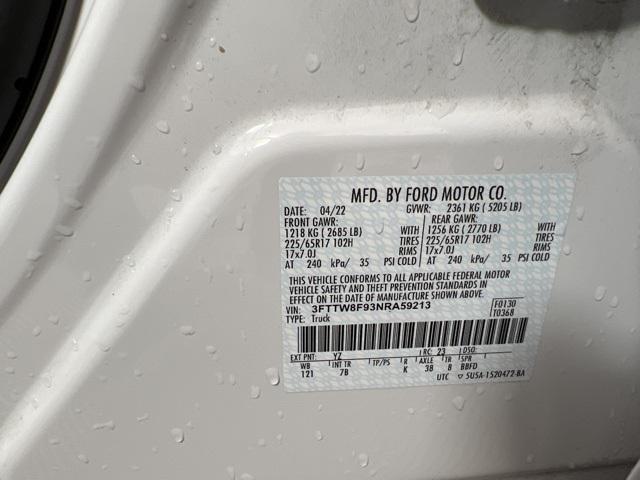 MFD. BY FORD MOTOR CO.
DATE: 04/22 GVWR: 2361 KG ( 5205 LB)
FRONT GAWR: REAR GAWR:
1218 KG ( 2685 LB) WITH 1256 KG ( 2770 LB) WITH
225/65R17 102H TIRES 225/65R17 102H TIRES
17x7.0J RIMS 17x7.0J RIMS
AT 240 kPa/ 35 PSI COLD AT 240 kPa/ 35 PSI COLD
THIS VEHICLE CONFORMS TO ALL APPLICABLE FEDERAL MOTOR
VEHICLE SAFETY AND THEFT PREVENTION STANDARDS IN
EFFECT ON THE DATE OF MANUFACTURE SHOWN ABOVE.
VIN: 3FTTW8F93NRA59213 F0130
TYPE: Truck T0368
EXT PNT: YZ RC: 23 DSO:
WB INT TR TP/PS R AXLE TR SPR
121 7B K 38 8 BBFD
UTC ▽ 5U5A-1520472-BA